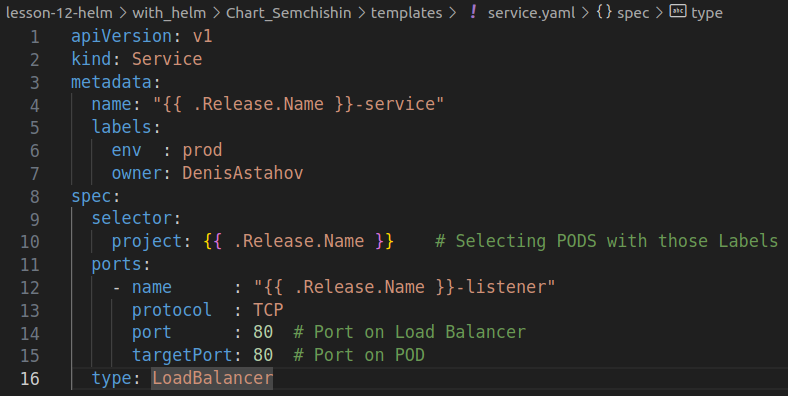 lesson-12-helm > with_helm > Chart_Semchishin > templates > ! service.yaml > {} spec > abc type
1 apiVersion: v1
2 kind: Service
3 metadata:
4   name: "{{ .Release.Name }}-service"
5   labels:
6     env  : prod
7     owner: DenisAstahov
8 spec:
9   selector:
10     project: {{ .Release.Name }}    # Selecting PODS with those Labels
11   ports:
12     - name      : "{{ .Release.Name }}-listener"
13       protocol  : TCP
14       port      : 80  # Port on Load Balancer
15       targetPort: 80  # Port on POD
16   type: LoadBalancer